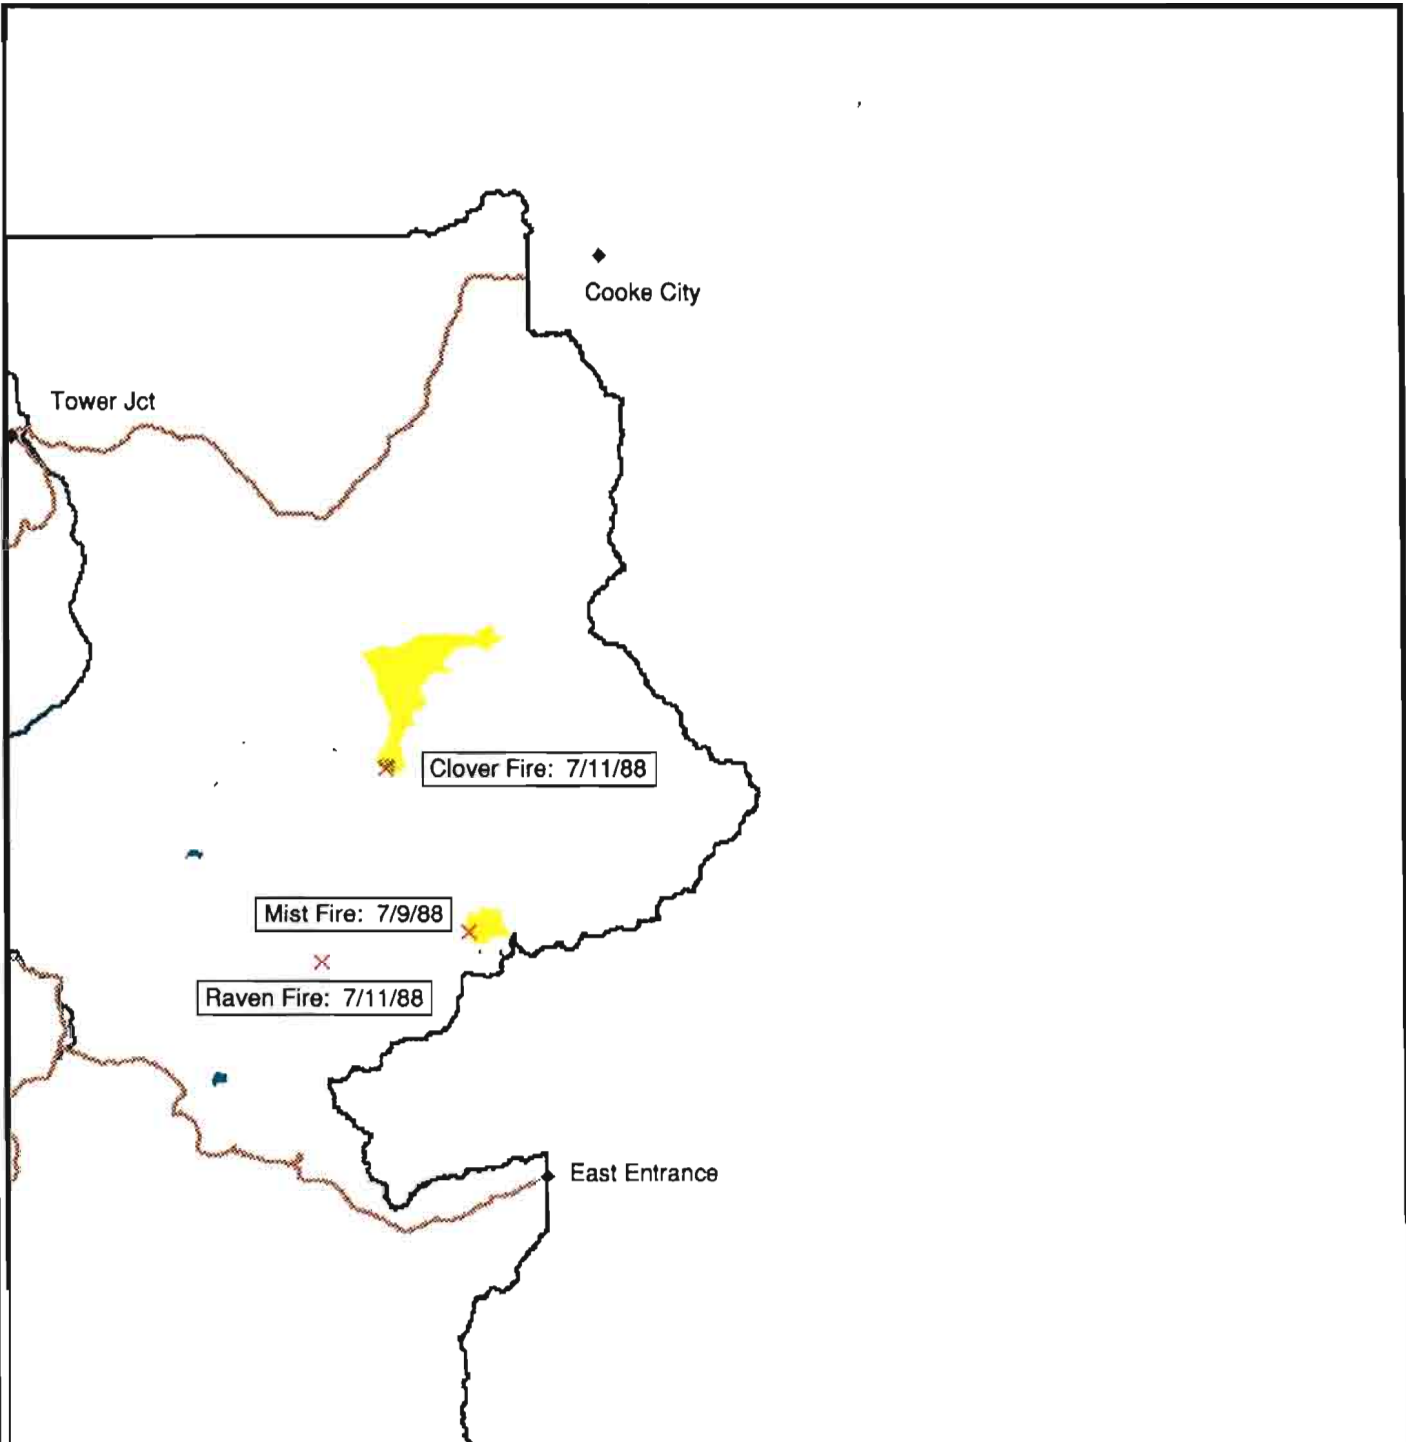 Cooke City
Tower Jct
Clover Fire: 7/11/88
Mist Fire: 7/9/88
Raven Fire: 7/11/88
East Entrance